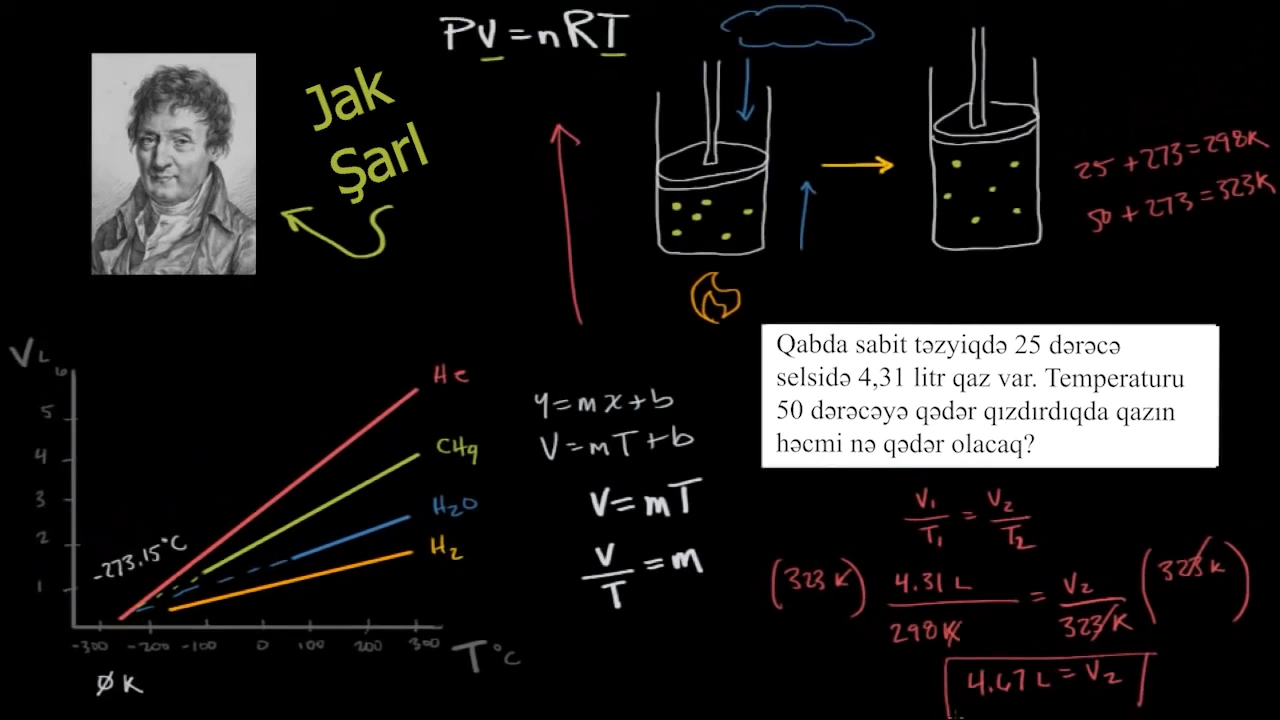 PV = nRT
Jak
Şarl
25 + 273 = 298K
50 + 273 = 323K
Qabda sabit təzyiqdə 25 dərəcə
selsidə 4,31 litr qaz var. Temperaturu
50 dərəcəyə qədər qızdırdıqda qazın
həcmi nə qədər olacaq?
V L
6
5
4
3
2
1
-273.15°C
He
CH4
H2O
H2
-300 -200 -100 0 100 200 300
T °C
0 K
y = mx + b
V = mT + b
V = mT
V/T = m
V1/T1 = V2/T2
(323 K) 4.31 L/298 K = V2/323 K (323 K)
4.67 L = V2